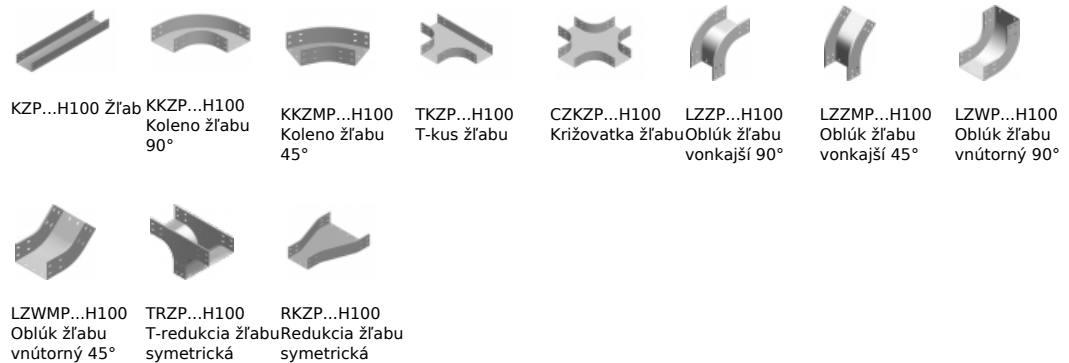 KZP...H100 Žľab
KKZP...H100
Koleno žľabu
90°
KKZMP...H100
Koleno žľabu
45°
TKZP...H100
T-kus žľabu
CZKZP...H100
Križovatka žľabu
LZZP...H100
Oblúk žľabu
vonkajší 90°
LZZMP...H100
Oblúk žľabu
vonkajší 45°
LZWP...H100
Oblúk žľabu
vnútorný 90°
LZWMP...H100
Oblúk žľabu
vnútorný 45°
TRZP...H100
T-redukcia žľabu
symetrická
RKZP...H100
Redukcia žľabu
symetrická